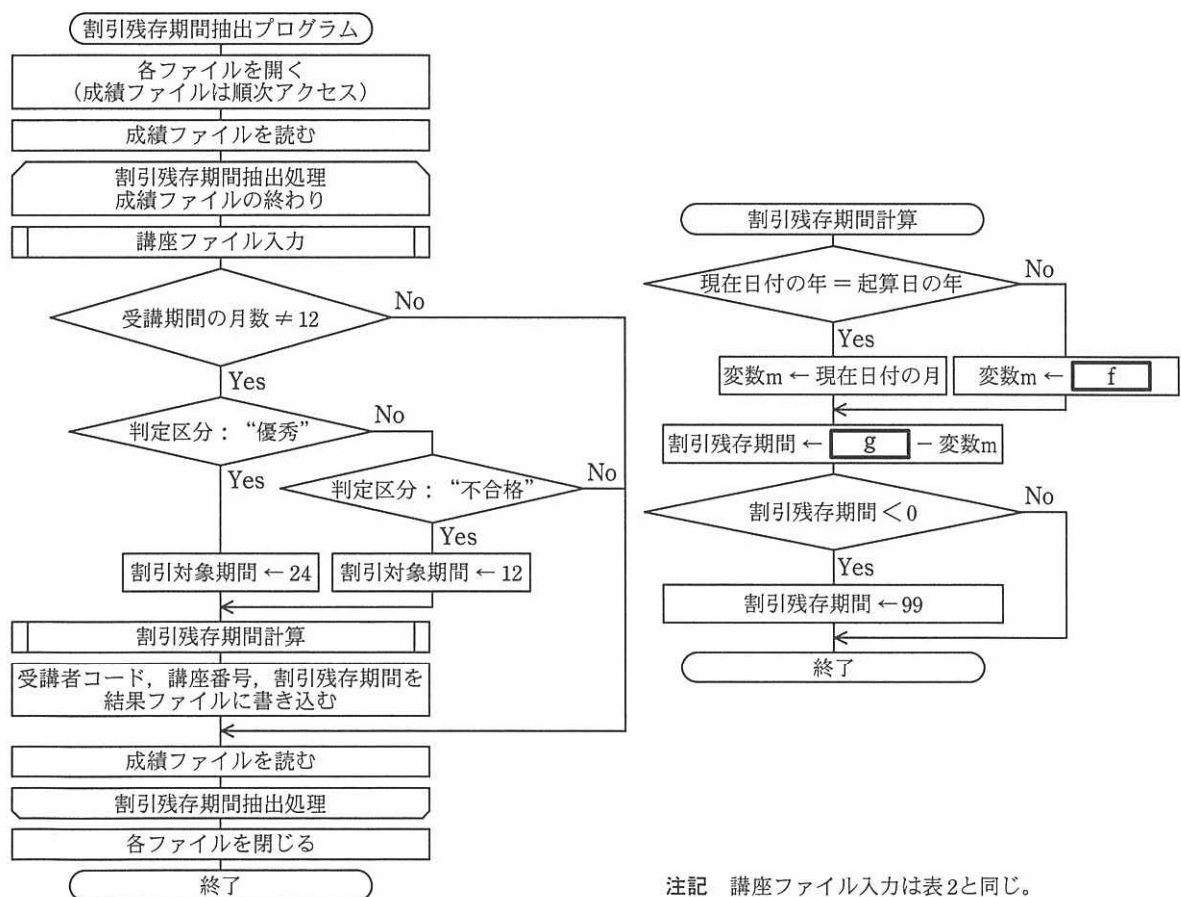 割引残存期間抽出プログラム
各ファイルを開く
（成績ファイルは順次アクセス）
成績ファイルを読む
割引残存期間抽出処理
成績ファイルの終わり
講座ファイル入力
受講期間の月数 ≠ 12
No
Yes
判定区分： “優秀”
No
Yes
判定区分： “不合格”
No
Yes
割引対象期間 ← 24
割引対象期間 ← 12
割引残存期間計算
受講者コード，講座番号，割引残存期間を
結果ファイルに書き込む
成績ファイルを読む
割引残存期間抽出処理
各ファイルを閉じる
終了
割引残存期間計算
現在日付の年 ＝ 起算日の年
No
Yes
変数m ← 現在日付の月
変数m ← f
割引残存期間 ← g － 変数m
割引残存期間 ＜ 0
No
Yes
割引残存期間 ← 99
終了
注記 講座ファイル入力は表2と同じ。